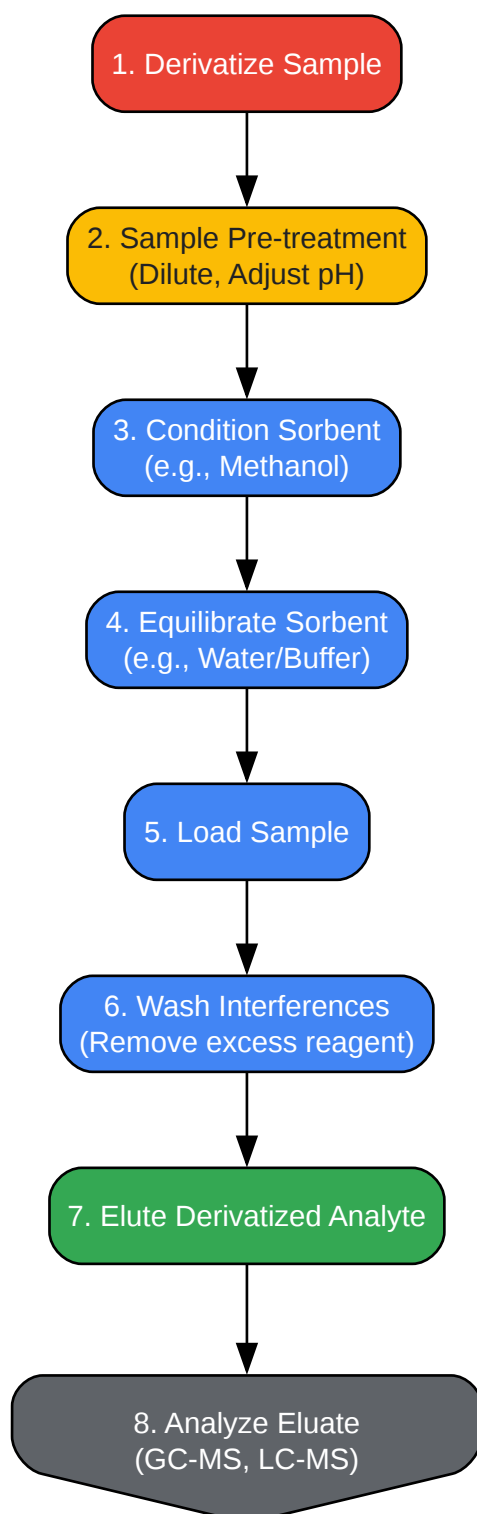 1. Derivatize Sample
2. Sample Pre-treatment
(Dilute, Adjust pH)
3. Condition Sorbent
(e.g., Methanol)
4. Equilibrate Sorbent
(e.g., Water/Buffer)
5. Load Sample
6. Wash Interferences
(Remove excess reagent)
7. Elute Derivatized Analyte
8. Analyze Eluate
(GC-MS, LC-MS)